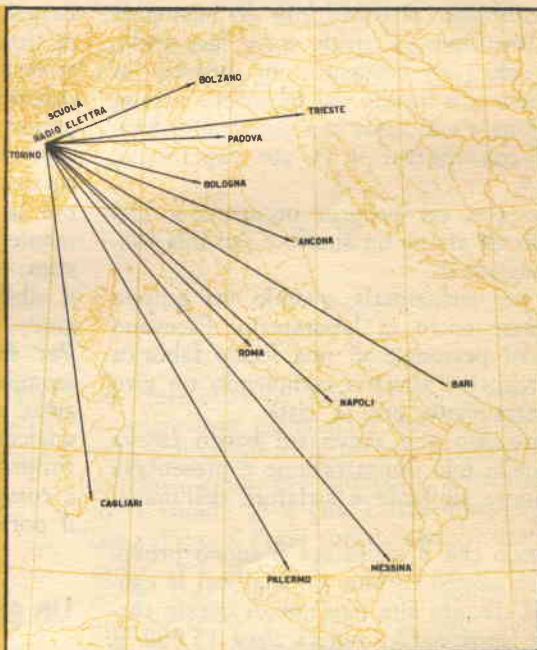 BOLZANO
SCUOLA
RADIO ELETTRA
TRIESTE
TORINO
PADOVA
BOLOGNA
ANCONA
ROMA
BARI
NAPOLI
CAGLIARI
PALERMO
MESSINA